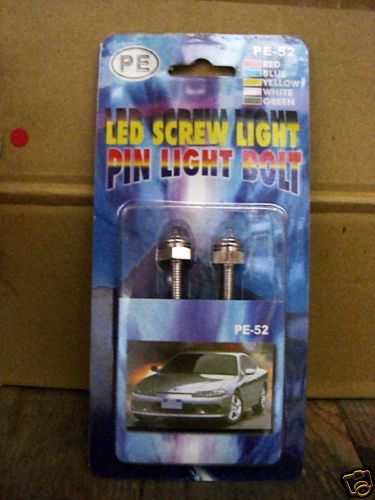 PE
PE-52
RED
BLUE
YELLOW
WHITE
GREEN
LED SCREW LIGHT
PIN LIGHT BOLT
PE-52